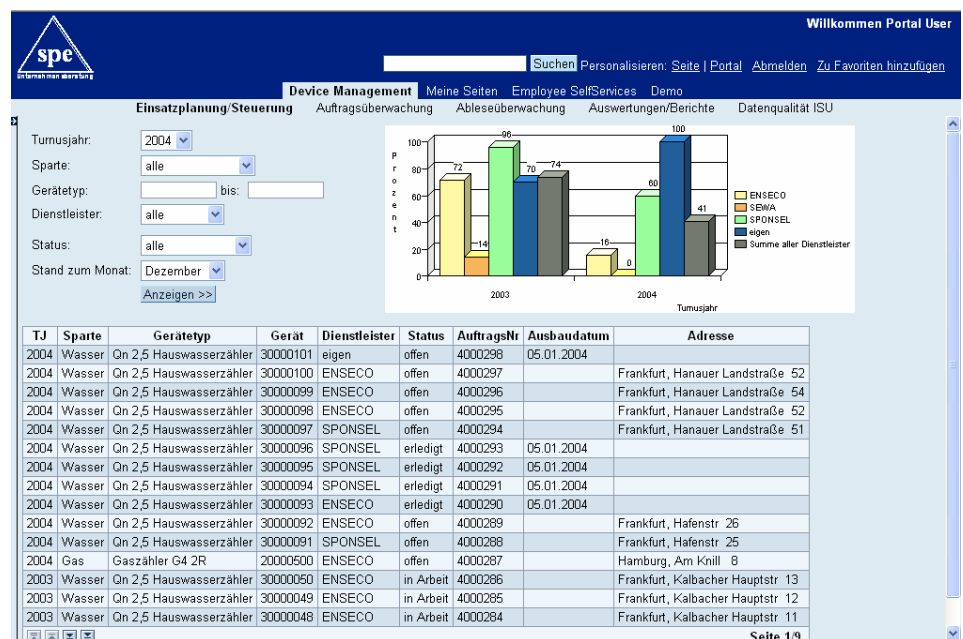 Willkommen Portal User
spe
Unternehmensberatung
Suchen Personalisieren: Seite | Portal Abmelden Zu Favoriten hinzufügen
Device Management Meine Seiten Employee SelfServices Demo
Einsatzplanung/Steuerung Auftragsüberwachung Ableseüberwachung Auswertungen/Berichte Datenqualität ISU
Turnusjahr: 2004
Sparte: alle
Gerätetyp: bis:
Dienstleister: alle
Status: alle
Stand zum Monat: Dezember
Anzeigen >>
Prozent
100
80
60
40
20
0
72
14
96
70
74
16
0
60
100
41
2003
2004
Turnusjahr
ENSECO
SEWA
SPONSEL
eigen
Summe aller Dienstleister
TJ Sparte Gerätetyp Gerät Dienstleister Status AuftragsNr Ausbaudatum Adresse
2004 Wasser Qn 2,5 Hauswasserzähler 30000101 eigen offen 4000298 05.01.2004
2004 Wasser Qn 2,5 Hauswasserzähler 30000100 ENSECO offen 4000297 Frankfurt, Hanauer Landstraße 52
2004 Wasser Qn 2,5 Hauswasserzähler 30000099 ENSECO offen 4000296 Frankfurt, Hanauer Landstraße 54
2004 Wasser Qn 2,5 Hauswasserzähler 30000098 ENSECO offen 4000295 Frankfurt, Hanauer Landstraße 52
2004 Wasser Qn 2,5 Hauswasserzähler 30000097 SPONSEL offen 4000294 Frankfurt, Hanauer Landstraße 51
2004 Wasser Qn 2,5 Hauswasserzähler 30000096 SPONSEL erledigt 4000293 05.01.2004
2004 Wasser Qn 2,5 Hauswasserzähler 30000095 SPONSEL erledigt 4000292 05.01.2004
2004 Wasser Qn 2,5 Hauswasserzähler 30000094 SPONSEL erledigt 4000291 05.01.2004
2004 Wasser Qn 2,5 Hauswasserzähler 30000093 ENSECO erledigt 4000290 05.01.2004
2004 Wasser Qn 2,5 Hauswasserzähler 30000092 ENSECO offen 4000289 Frankfurt, Hafenstr 26
2004 Wasser Qn 2,5 Hauswasserzähler 30000091 SPONSEL offen 4000288 Frankfurt, Hafenstr 25
2004 Gas Gaszähler G4 2R 20000500 ENSECO offen 4000287 Hamburg, Am Knill 8
2003 Wasser Qn 2,5 Hauswasserzähler 30000050 ENSECO in Arbeit 4000286 Frankfurt, Kalbacher Hauptstr 13
2003 Wasser Qn 2,5 Hauswasserzähler 30000049 ENSECO in Arbeit 4000285 Frankfurt, Kalbacher Hauptstr 12
2003 Wasser Qn 2,5 Hauswasserzähler 30000048 ENSECO in Arbeit 4000284 Frankfurt, Kalbacher Hauptstr 11
Seite 1/9